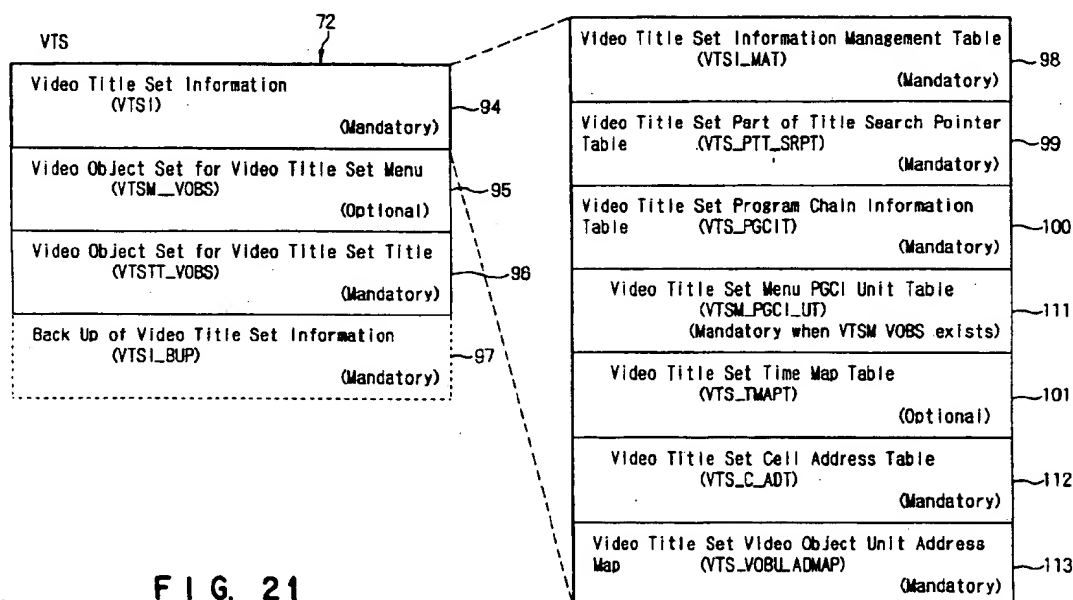 VTS
72
Video Title Set Information
(VTSI)
(Mandatory)
94
Video Object Set for Video Title Set Menu
(VTSM__VOBS)
(Optional)
95
Video Object Set for Video Title Set Title
(VTSTT_VOBS)
(Mandatory)
96
Back Up of Video Title Set Information
(VTSI_BUP)
(Mandatory)
97
Video Title Set Information Management Table
(VTSI_MAT)
(Mandatory)
98
Video Title Set Part of Title Search Pointer
Table (VTS_PTT_SRPT)
(Mandatory)
99
Video Title Set Program Chain Information
Table (VTS_PGCIT)
(Mandatory)
100
Video Title Set Menu PGCI Unit Table
(VTSM_PGCI_UT)
(Mandatory when VTSM VOBS exists)
111
Video Title Set Time Map Table
(VTS_TMAPT)
(Optional)
101
Video Title Set Cell Address Table
(VTS_C_ADT)
(Mandatory)
112
Video Title Set Video Object Unit Address
Map (VTS_VOBU_ADMAP)
(Mandatory)
113
FIG. 21